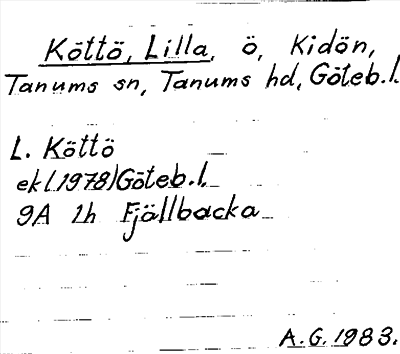 Köttö, Lilla, ö, Kidön,
Tanums sn, Tanums hd, Göteb.l.
L. Köttö
ek(1978)Göteb.l.
9A 1h Fjällbacka
A.G. 1983.